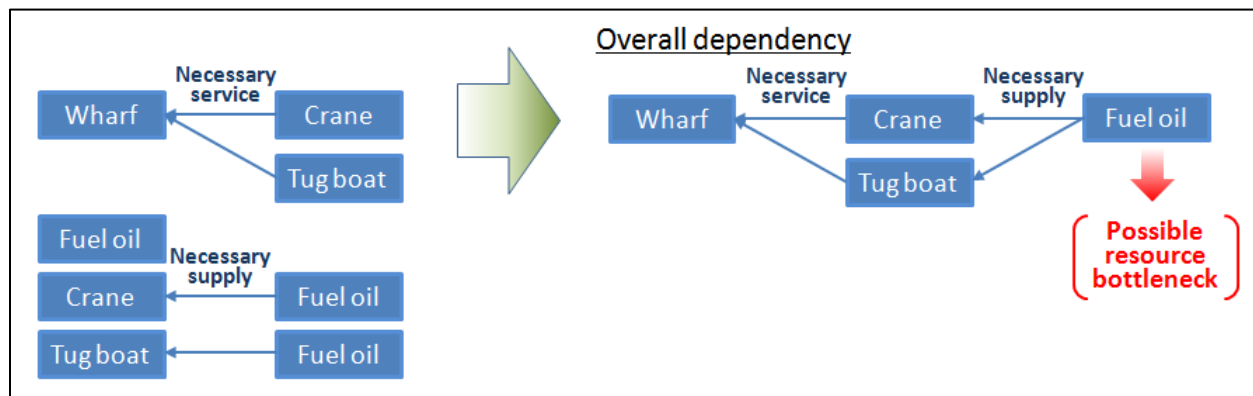 Necessary
service
Wharf
Crane
Tug boat
Fuel oil
Necessary
supply
Crane
Fuel oil
Tug boat
Fuel oil
Overall dependency
Necessary
service
Necessary
supply
Wharf
Crane
Fuel oil
Tug boat
Possible
resource
bottleneck